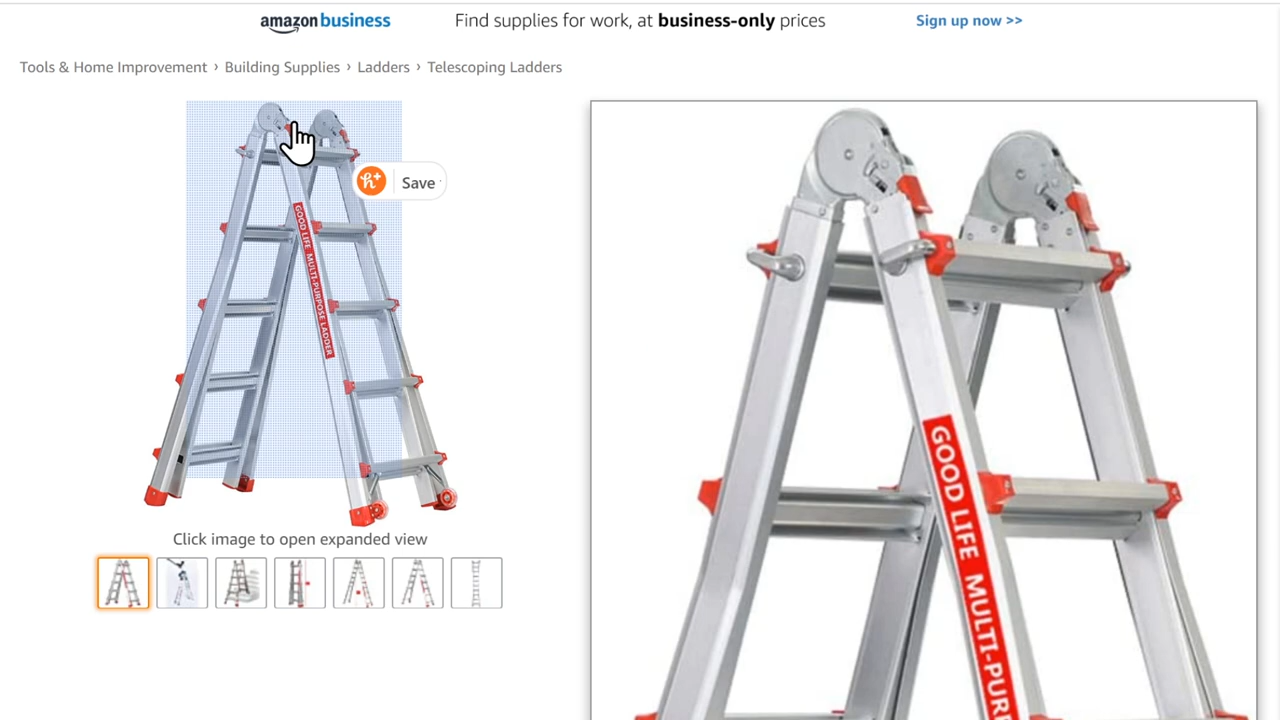 amazon business Find supplies for work, at business-only prices Sign up now >>
Tools & Home Improvement › Building Supplies › Ladders › Telescoping Ladders
Save
GOOD LIFE MULTI-PURPOSE LADDER
GOOD LIFE MULTI-PUR
Click image to open expanded view